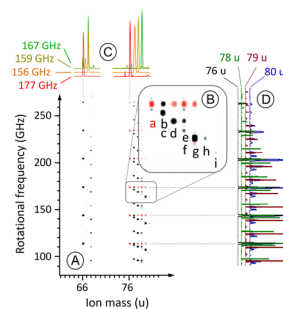 167 GHz
159 GHz
156 GHz
177 GHz
C
78 u
79 u
76 u
80 u
D
B
a
b
c
d
e
f
g
h
i
A
Rotational frequency (GHz)
250
200
150
100
66
76
Ion mass (u)